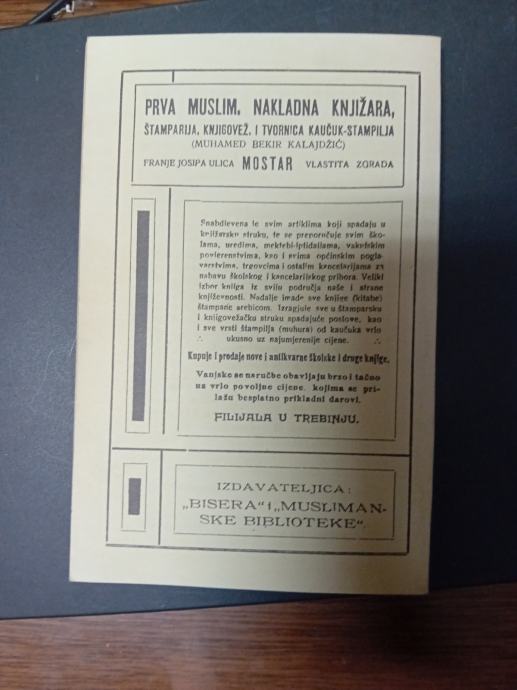 PRVA MUSLIM. NAKLADNA KNJIŽARA,
ŠTAMPARIJA, KNJIGOVEŽ. I TVORNICA KAUČUK-STAMPILJA
(MUHAMED BEKIR KALAJDŽIĆ)
FRANJE JOSIPA ULICA MOSTAR VLASTITA ZGRADA
Snabdievena je svim artiklima koji spadaju u
knjižarsku struku, te se preporučuje svim ško-
lama, uredima, mektebi-iptidaijama, vakufskim
povjerenstvima, kao i svima općinskim pogla-
varstvima, trgovcima i ostalim kancelarijama za
nabavu školskog i kancelarijskog pribora. Veliki
izbor knjiga iz sviju područja naše i strane
književnosti. Nadalje imade sve knjige (kitabe)
štampane arebicom. Izragjuje sve u štamparsku
i knjigovežačku struku spadajuće poslove, kao
i sve vrsti štampilja (muhura) od kaučuka vrlo
∴ ukusno uz najumjerenije cijene. ∴
Kupuje i prodaje nove i antikvarne školske i druge knjige.
Vanjske se naručbe obavljaju brzo i tačno
uz vrlo povoljne cijene, kojima se pri-
lažu besplatno prikladni darovi.
FILIJALA U TREBINJU.
IZDAVATELJICA:
„BISERA“ I „MUSLIMAN-
SKE BIBLIOTEKE“.